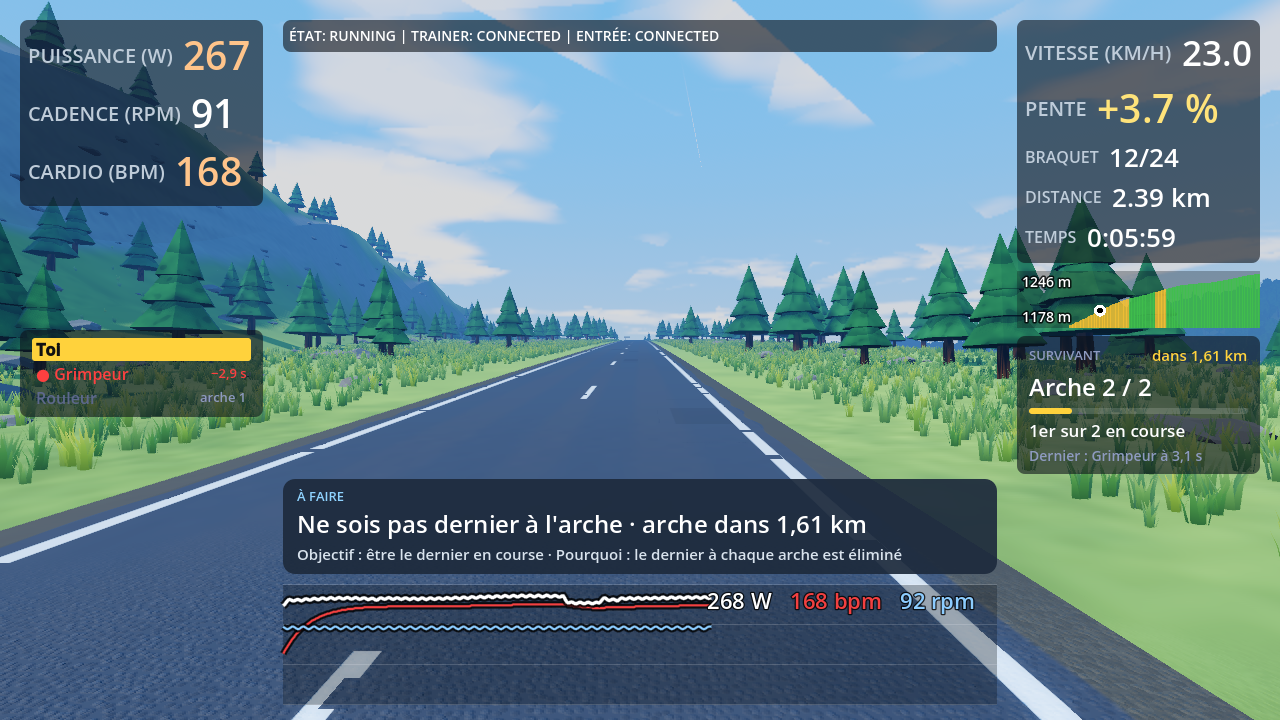 PUISSANCE (W) 267
CADENCE (RPM) 91
CARDIO (BPM) 168
ÉTAT: RUNNING | TRAINER: CONNECTED | ENTRÉE: CONNECTED
VITESSE (KM/H) 23.0
PENTE +3.7 %
BRAQUET 12/24
DISTANCE 2.39 km
TEMPS 0:05:59
1246 m
1178 m
SURVIVANT dans 1,61 km
Arche 2 / 2
1er sur 2 en course
Dernier : Grimpeur à 3,1 s
Toi
Grimpeur −2,9 s
Rouleur arche 1
À FAIRE
Ne sois pas dernier à l'arche · arche dans 1,61 km
Objectif : être le dernier en course · Pourquoi : le dernier à chaque arche est éliminé
268 W 168 bpm 92 rpm